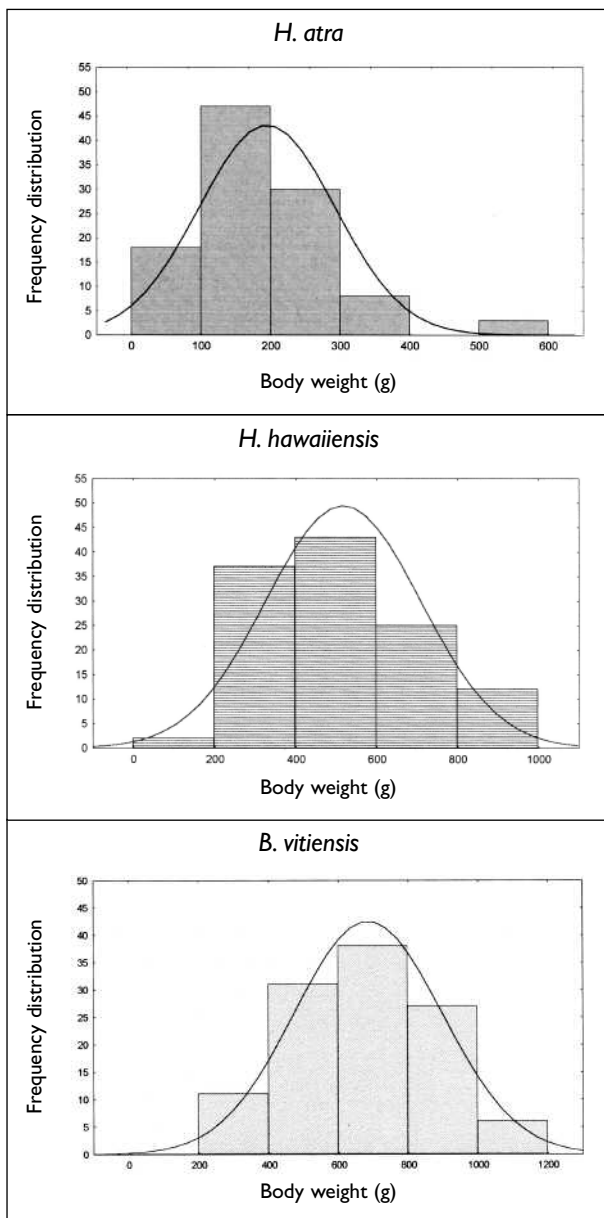 H. atra
Frequency distribution
55
50
45
40
35
30
25
20
15
10
5
0
0 100 200 300 400 500 600
Body weight (g)
H. hawaiiensis
Frequency distribution
55
50
45
40
35
30
25
20
15
10
5
0
0 200 400 600 800 1000
Body weight (g)
B. vitiensis
Frequency distribution
50
45
40
35
30
25
20
15
10
5
0
0 200 400 600 800 1000 1200
Body weight (g)